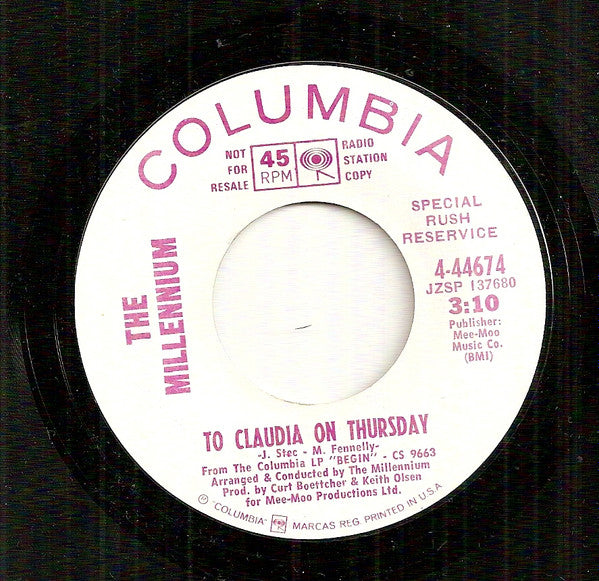 COLUMBIA
NOT
FOR
RESALE
45
RPM
RADIO
STATION
COPY
SPECIAL
RUSH
RESERVICE
THE
MILLENNIUM
4-44674
JZSP 137680
3:10
Publisher:
Mee-Moo
Music Co.
(BMI)
TO CLAUDIA ON THURSDAY
-J. Stec - M. Fennelly-
From The Columbia LP "BEGIN" - CS 9663
Arranged & Conducted by The Millennium
Prod. by Curt Boettcher & Keith Olsen
for Mee-Moo Productions Ltd.
℗ "COLUMBIA" MARCAS REG. PRINTED IN U.S.A